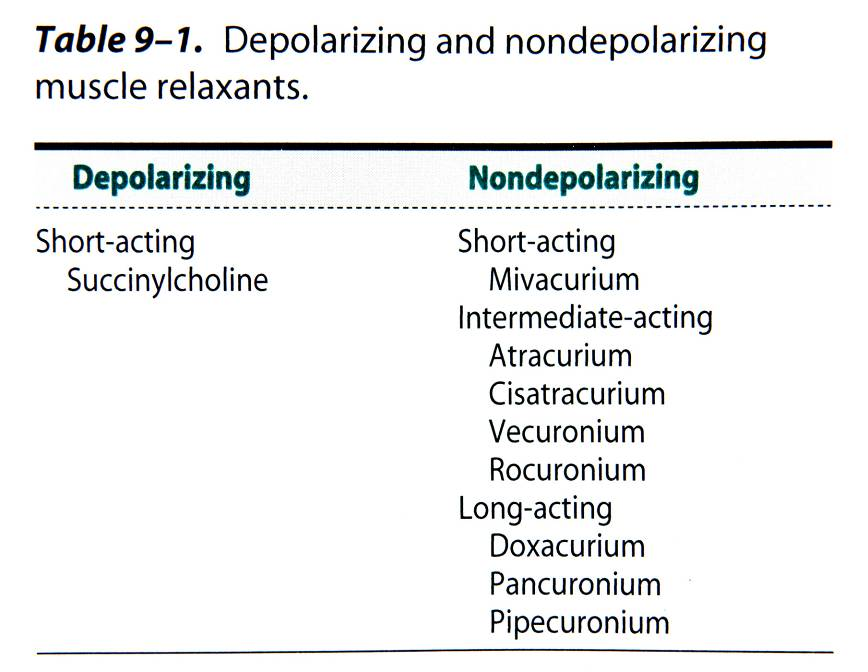 Table 9–1. Depolarizing and nondepolarizing
muscle relaxants.
Depolarizing Nondepolarizing
Short-acting Short-acting
Succinylcholine Mivacurium
Intermediate-acting
Atracurium
Cisatracurium
Vecuronium
Rocuronium
Long-acting
Doxacurium
Pancuronium
Pipecuronium